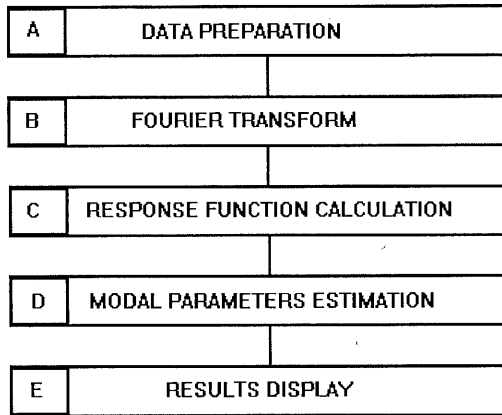 A DATA PREPARATION
B FOURIER TRANSFORM
C RESPONSE FUNCTION CALCULATION
D MODAL PARAMETERS ESTIMATION
E RESULTS DISPLAY